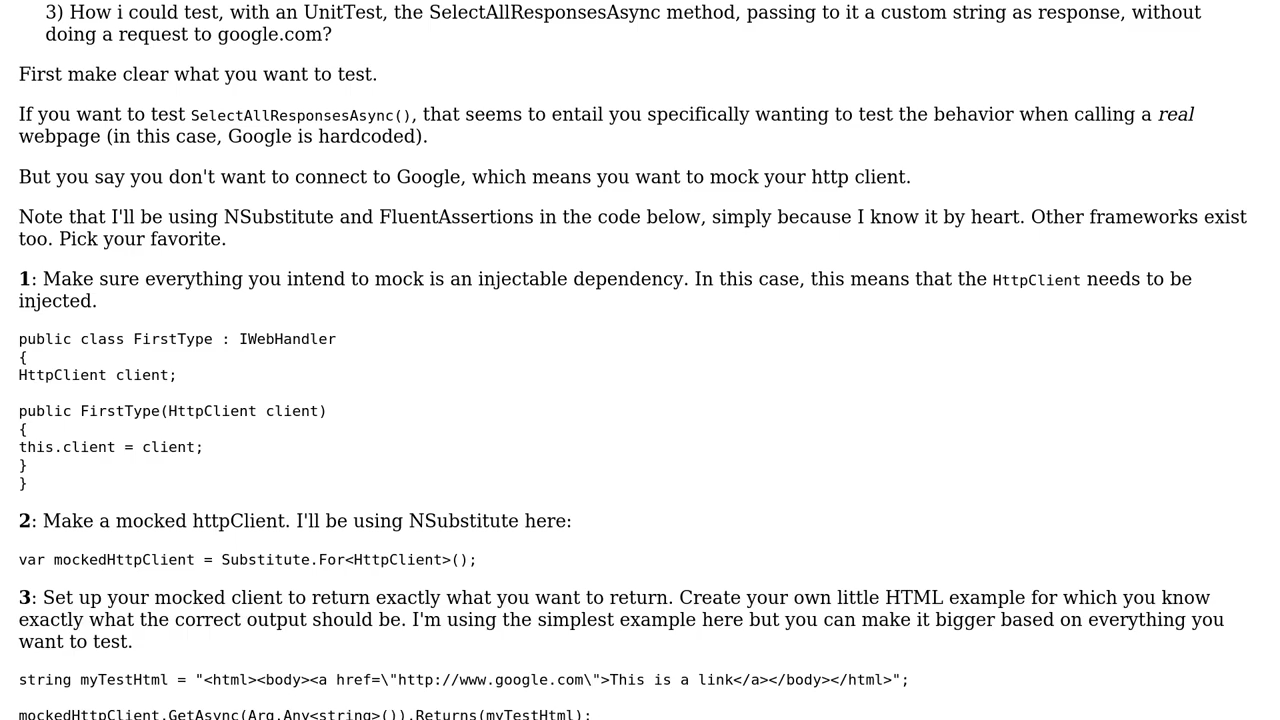 3) How i could test, with an UnitTest, the SelectAllResponsesAsync method, passing to it a custom string as response, without
doing a request to google.com?
First make clear what you want to test.
If you want to test SelectAllResponsesAsync(), that seems to entail you specifically wanting to test the behavior when calling a real
webpage (in this case, Google is hardcoded).
But you say you don't want to connect to Google, which means you want to mock your http client.
Note that I'll be using NSubstitute and FluentAssertions in the code below, simply because I know it by heart. Other frameworks exist
too. Pick your favorite.
1: Make sure everything you intend to mock is an injectable dependency. In this case, this means that the HttpClient needs to be
injected.
public class FirstType : IWebHandler
{
HttpClient client;
public FirstType(HttpClient client)
{
this.client = client;
}
}
2: Make a mocked httpClient. I'll be using NSubstitute here:
var mockedHttpClient = Substitute.For<HttpClient>();
3: Set up your mocked client to return exactly what you want to return. Create your own little HTML example for which you know
exactly what the correct output should be. I'm using the simplest example here but you can make it bigger based on everything you
want to test.
string myTestHtml = "<html><body><a href=\"http://www.google.com\">This is a link</a></body></html>";
mockedHttpClient.GetAsync(Arg.Any<string>()).Returns(myTestHtml);